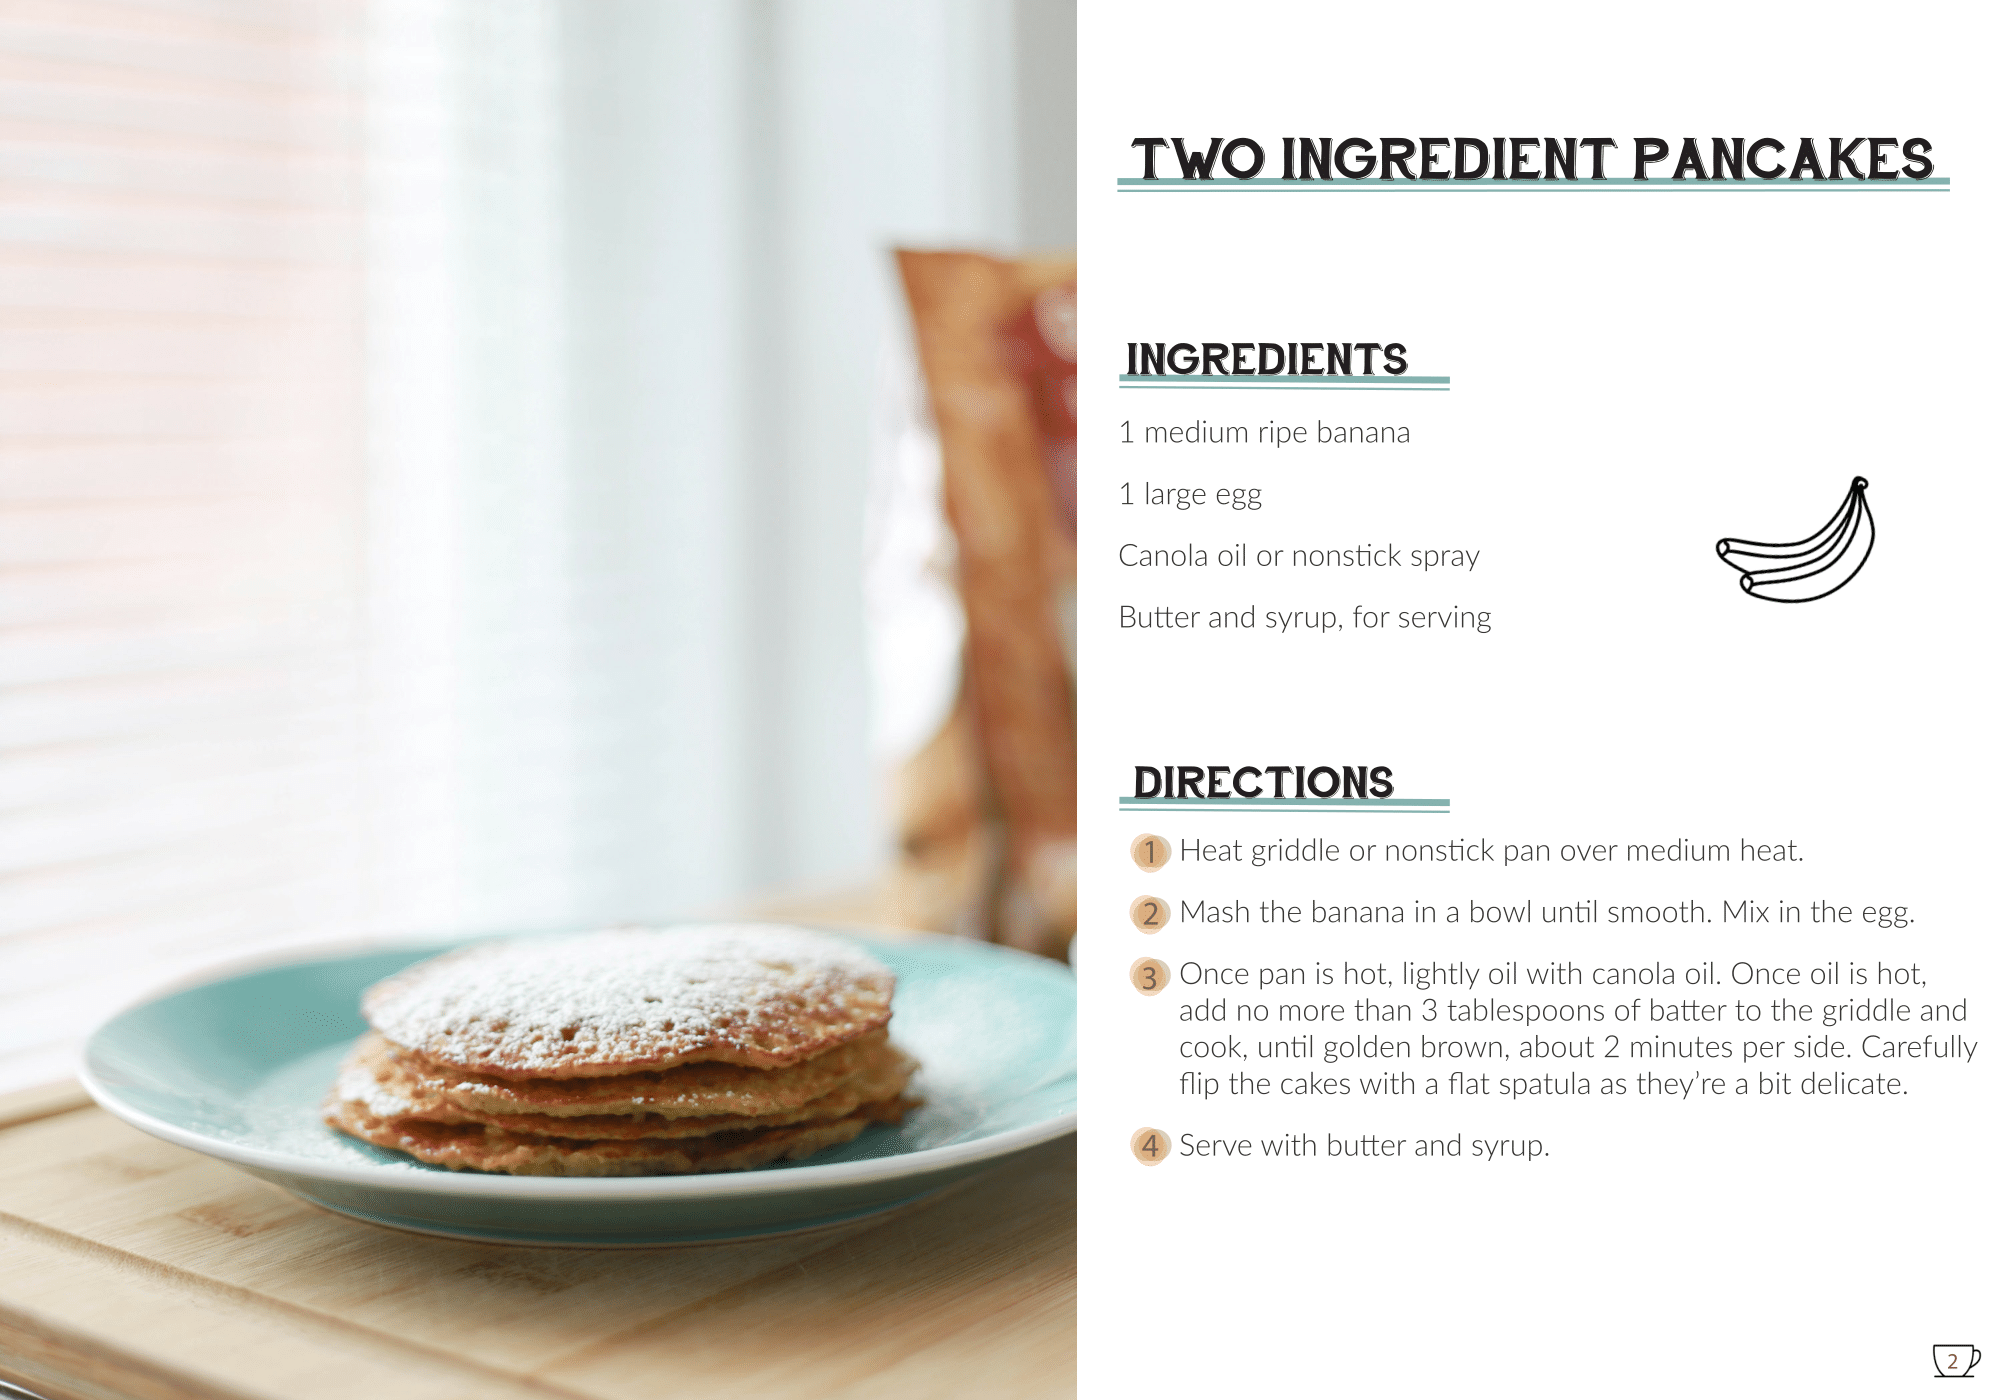 TWO INGREDIENT PANCAKES
INGREDIENTS
1 medium ripe banana
1 large egg
Canola oil or nonstick spray
Butter and syrup, for serving
DIRECTIONS
1 Heat griddle or nonstick pan over medium heat.
2 Mash the banana in a bowl until smooth. Mix in the egg.
3 Once pan is hot, lightly oil with canola oil. Once oil is hot,
add no more than 3 tablespoons of batter to the griddle and
cook, until golden brown, about 2 minutes per side. Carefully
flip the cakes with a flat spatula as they’re a bit delicate.
4 Serve with butter and syrup.
2